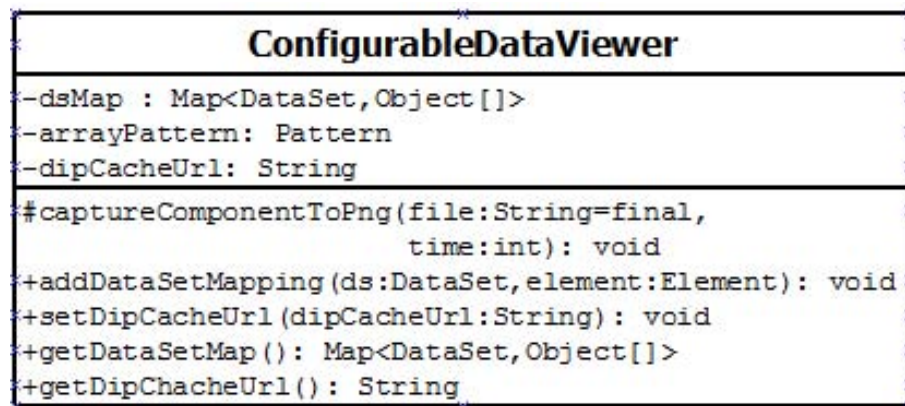 ConfigurableDataViewer
-dsMap : Map<DataSet,Object[]>
-arrayPattern: Pattern
-dipCacheUrl: String
#captureComponentToPng(file:String=final,
time:int): void
+addDataSetMapping(ds:DataSet,element:Element): void
+setDipCacheUrl(dipCacheUrl:String): void
+getDataSetMap(): Map<DataSet,Object[]>
+getDipChacheUrl(): String